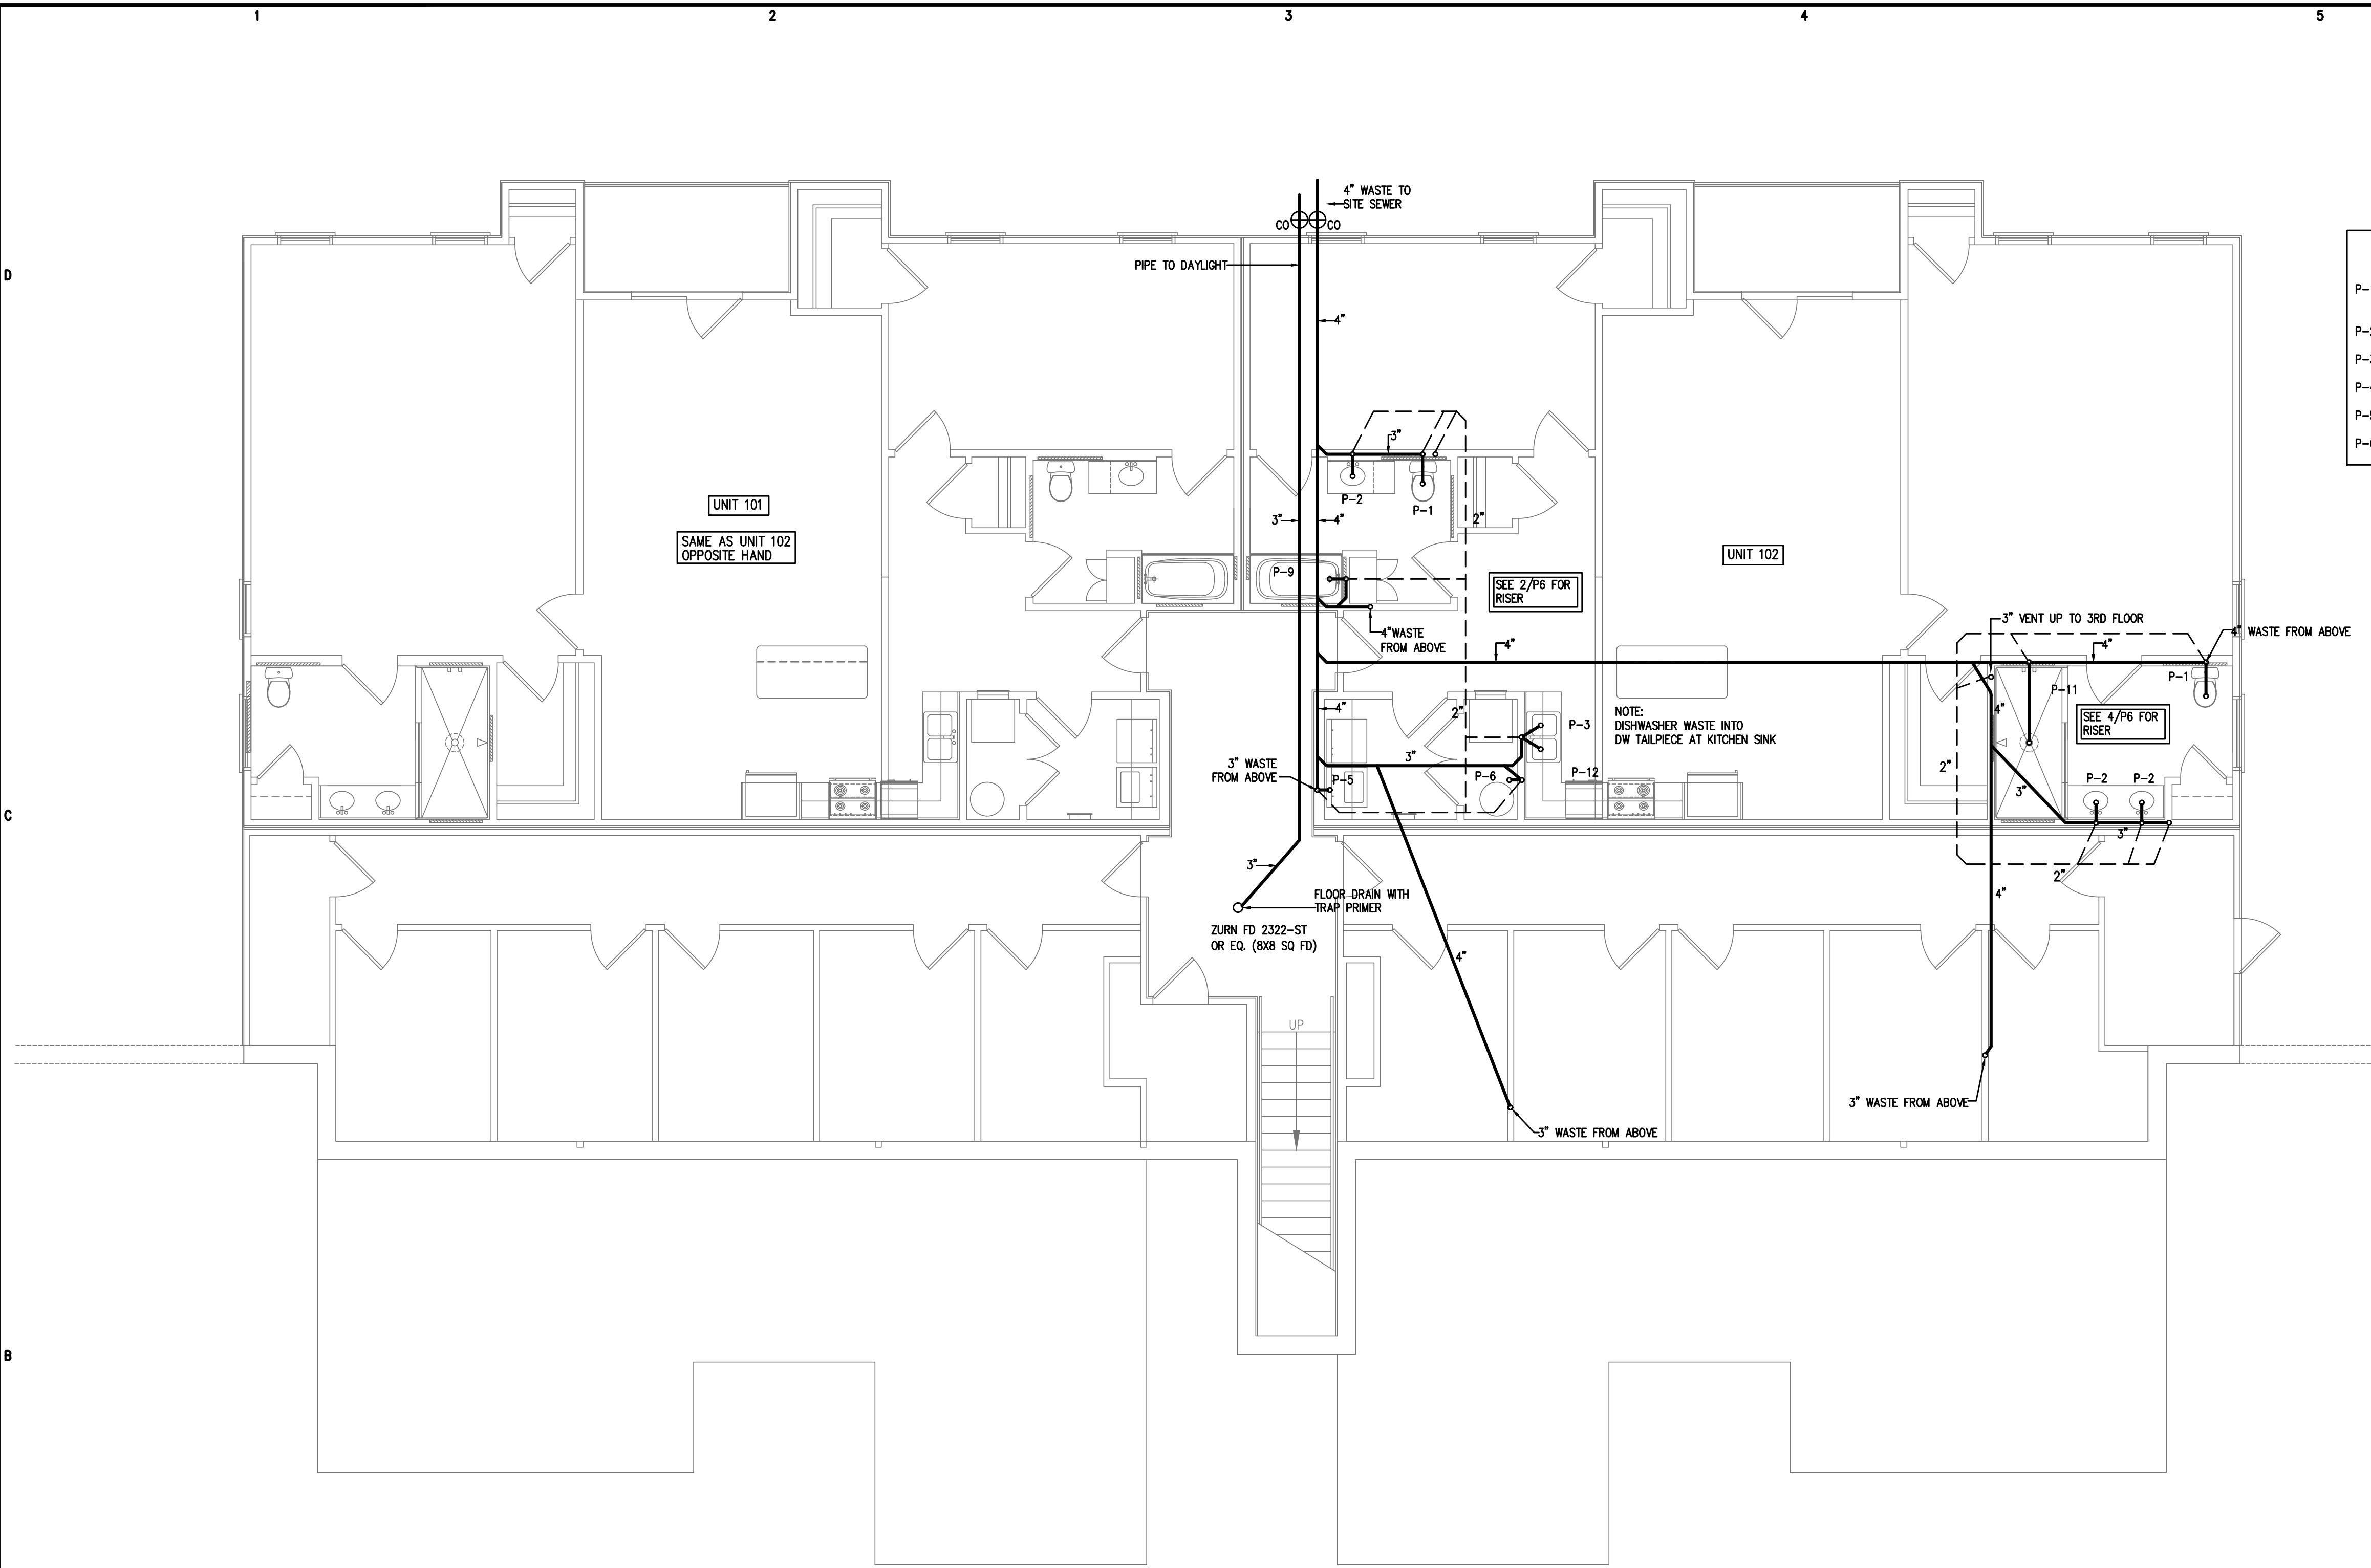 1 2 3 4 5
4" WASTE TO
SITE SEWER
CO CO
D
PIPE TO DAYLIGHT
P-
4"
P-2
P-3
P-4
P-5
P-6
3"
P-2
P-1
UNIT 101
3" 4" 2"
SAME AS UNIT 102
OPPOSITE HAND
UNIT 102
P-9
SEE 2/P6 FOR
RISER
4"WASTE
FROM ABOVE
3" VENT UP TO 3RD FLOOR
4" WASTE FROM ABOVE
4"
4"
P-1
P-11
4" 2"
4"
NOTE:
DISHWASHER WASTE INTO
DW TAILPIECE AT KITCHEN SINK
SEE 4/P6 FOR
RISER
P-3
3"
3" WASTE
FROM ABOVE
P-5
P-6
P-12
2"
P-2 P-2
3"
C
3"
3"
2"
FLOOR DRAIN WITH
TRAP PRIMER
4"
ZURN FD 2322-ST
OR EQ. (8X8 SQ FD)
4"
UP
3" WASTE FROM ABOVE
3" WASTE FROM ABOVE
B